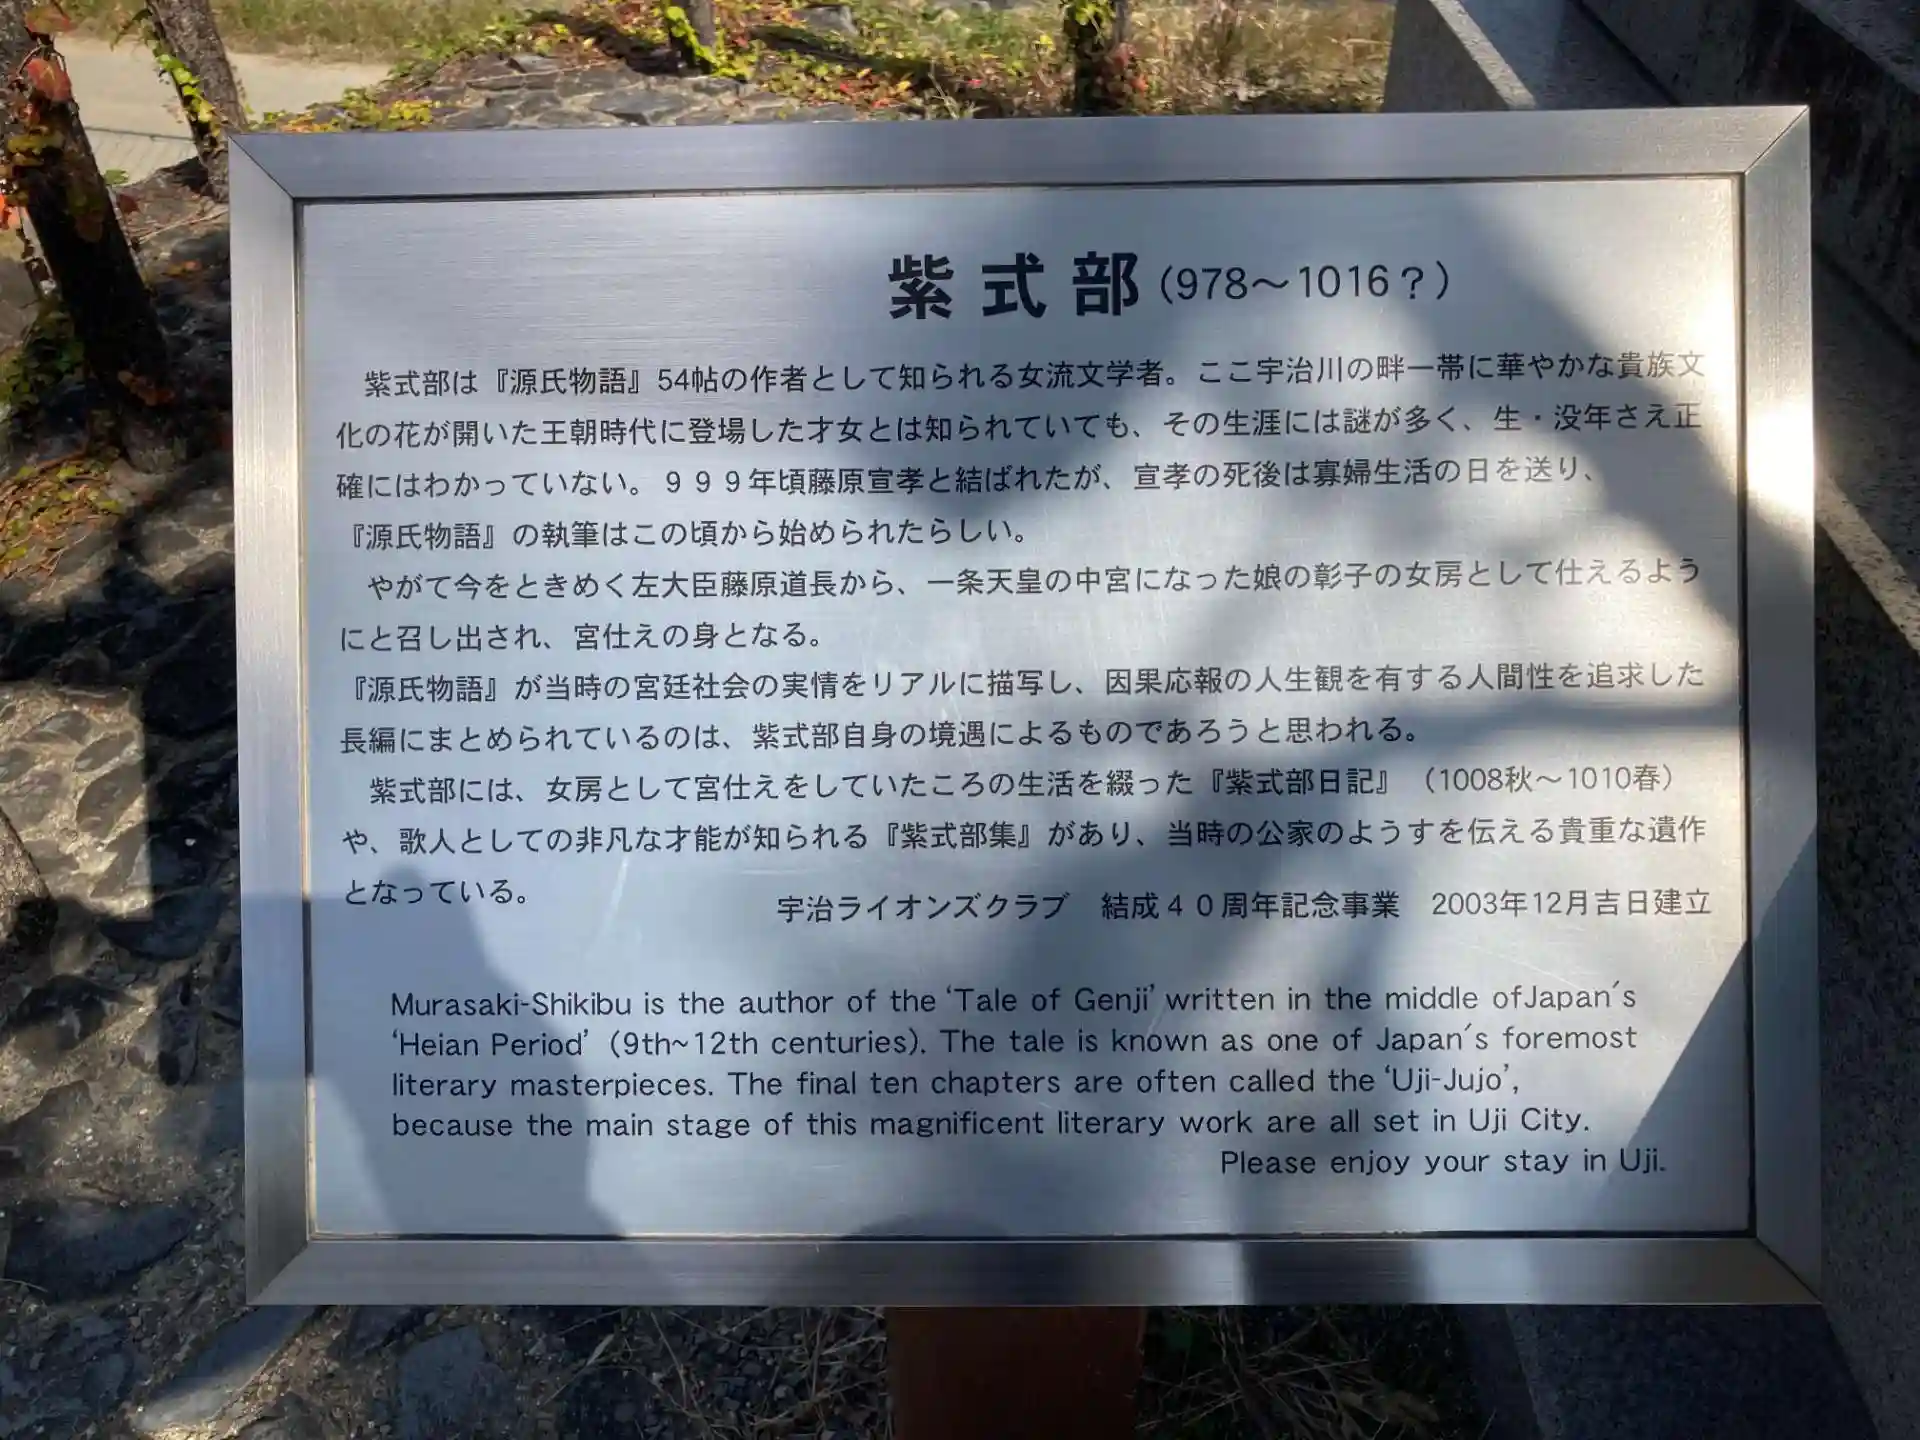 紫式部(978〜1016?)
紫式部は『源氏物語』54帖の作者として知られる女流文学者。ここ宇治川の畔一帯に華やかな貴族文
化の花が開いた王朝時代に登場した才女とは知られていても、その生涯には謎が多く、生・没年さえ正
確にはわかっていない。999年頃藤原宣孝と結ばれたが、宣孝の死後は寡婦生活の日を送り、
『源氏物語』の執筆はこの頃から始められたらしい。
やがて今をときめく左大臣藤原道長から、一条天皇の中宮になった娘の彰子の女房として仕えるよう
にと召し出され、宮仕えの身となる。
『源氏物語』が当時の宮廷社会の実情をリアルに描写し、因果応報の人生観を有する人間性を追求した
長編にまとめられているのは、紫式部自身の境遇によるものであろうと思われる。
紫式部には、女房として宮仕えをしていたころの生活を綴った『紫式部日記』(1008秋〜1010春)
や、歌人としての非凡な才能が知られる『紫式部集』があり、当時の公家のようすを伝える貴重な遺作
となっている。
宇治ライオンズクラブ 結成40周年記念事業 2003年12月吉日建立
Murasaki-Shikibu is the author of the ‘Tale of Genji’ written in the middle ofJapan's
‘Heian Period’ (9th~12th centuries). The tale is known as one of Japan's foremost
literary masterpieces. The final ten chapters are often called the ‘Uji-Jujo’,
because the main stage of this magnificent literary work are all set in Uji City.
Please enjoy your stay in Uji.